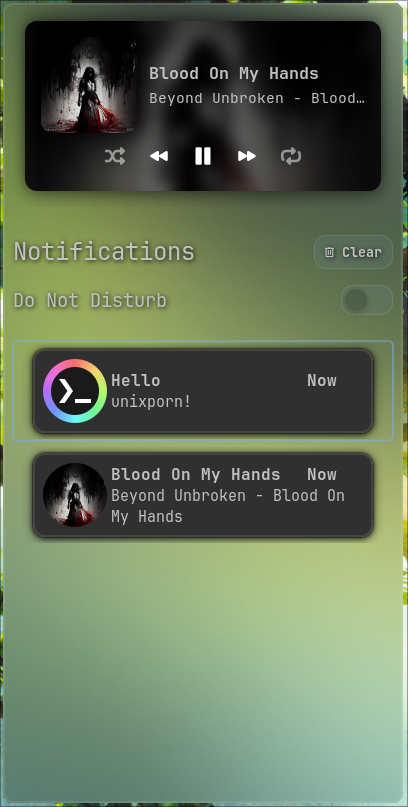 Blood On My Hands
Beyond Unbroken - Blood…
Notifications
Clear
Do Not Disturb
Hello Now
unixporn!
Blood On My Hands Now
Beyond Unbroken - Blood On
My Hands